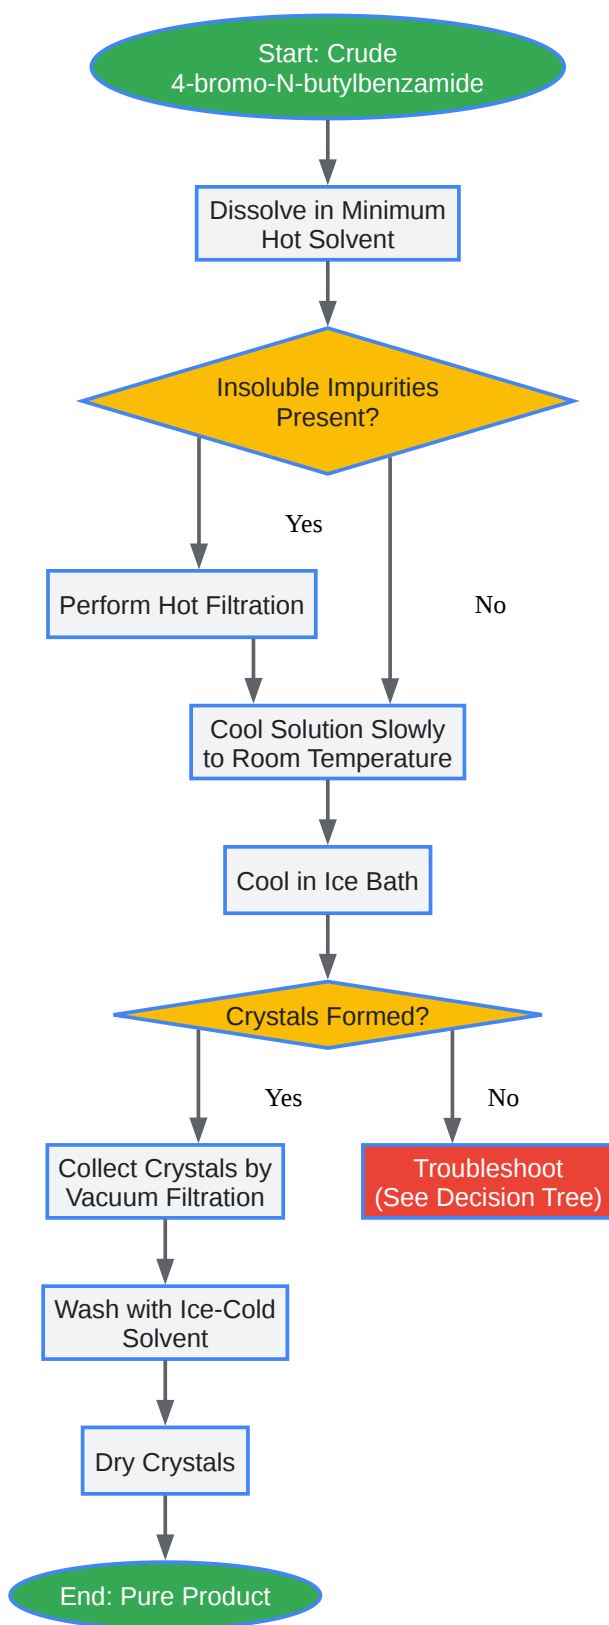 Start: Crude
4-bromo-N-butylbenzamide
Dissolve in Minimum
Hot Solvent
Insoluble Impurities
Present?
Yes
Perform Hot Filtration
No
Cool Solution Slowly
to Room Temperature
Cool in Ice Bath
Crystals Formed?
Yes
No
Collect Crystals by
Vacuum Filtration
Troubleshoot
(See Decision Tree)
Wash with Ice-Cold
Solvent
Dry Crystals
End: Pure Product